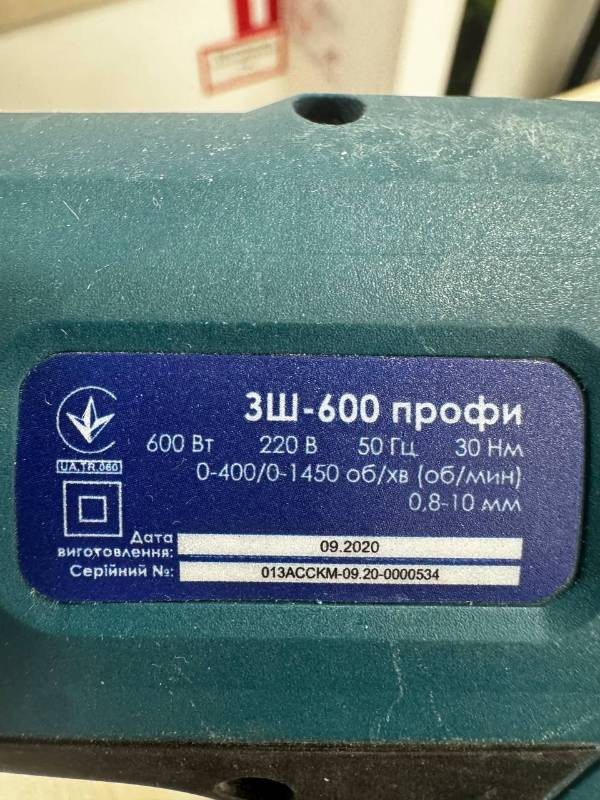 ЗШ-600 профи
600 Вт 220 В 50 Гц 30 Нм
0-400/0-1450 об/хв (об/мин)
0,8-10 мм
UA.TR.060
Дата
виготовлення: 09.2020
Серійний №: 013ACCKM-09.20-0000534